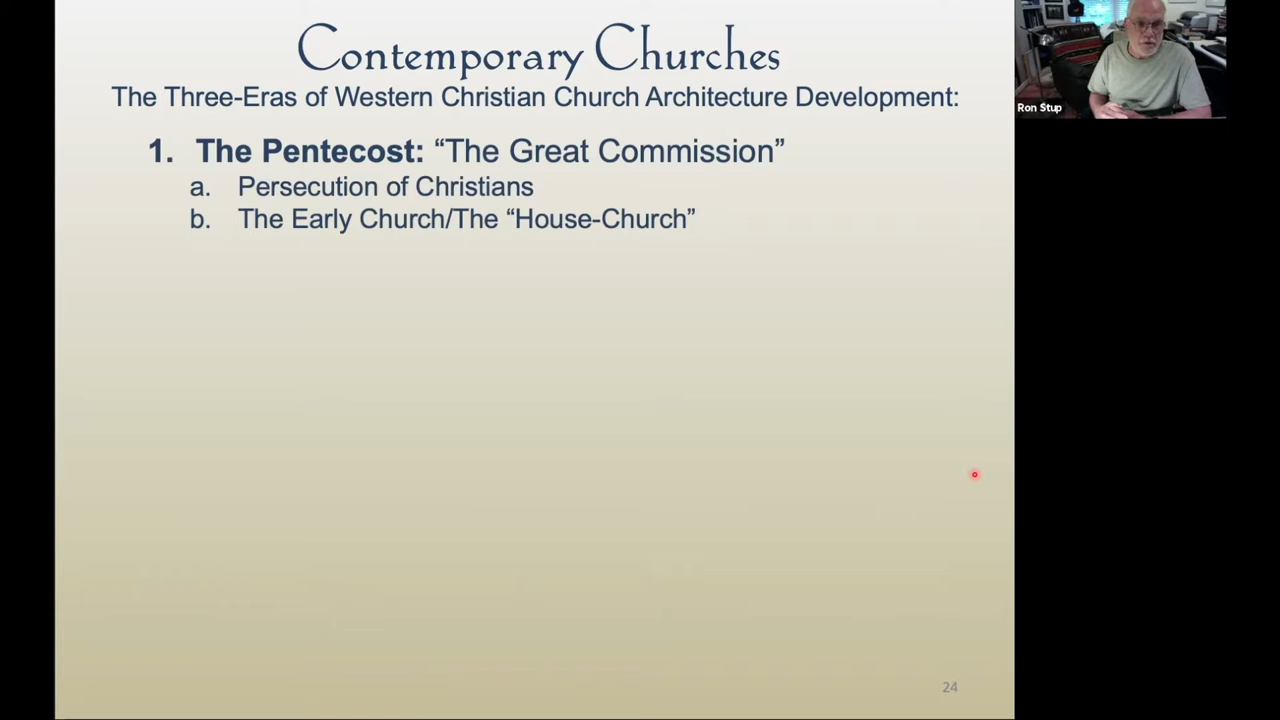 Contemporary Churches
The Three-Eras of Western Christian Church Architecture Development:
1. The Pentecost: “The Great Commission”
a. Persecution of Christians
b. The Early Church/The “House-Church”
Ron Stup
24